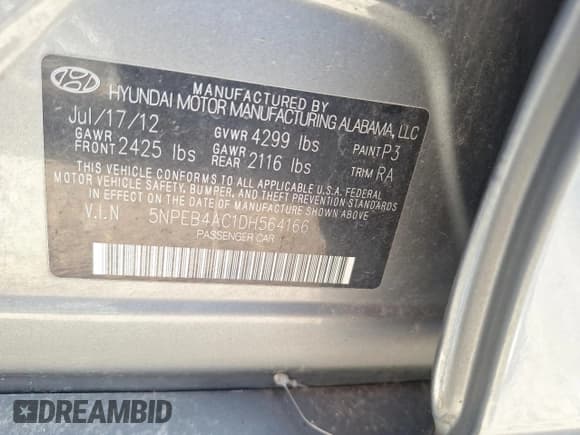 MANUFACTURED BY
HYUNDAI MOTOR MANUFACTURING ALABAMA, LLC
Jul/17/12 GVWR 4299 lbs PAINT P3
GAWR FRONT 2425 lbs GAWR REAR 2116 lbs TRIM RA
THIS VEHICLE CONFORMS TO ALL APPLICABLE U.S.A. FEDERAL
MOTOR VEHICLE SAFETY, BUMPER, AND THEFT PREVENTION STANDARDS
IN EFFECT ON THE DATE OF MANUFACTURE SHOWN ABOVE
V.I.N 5NPEB4AC1DH564166
PASSENGER CAR
DREAMBID